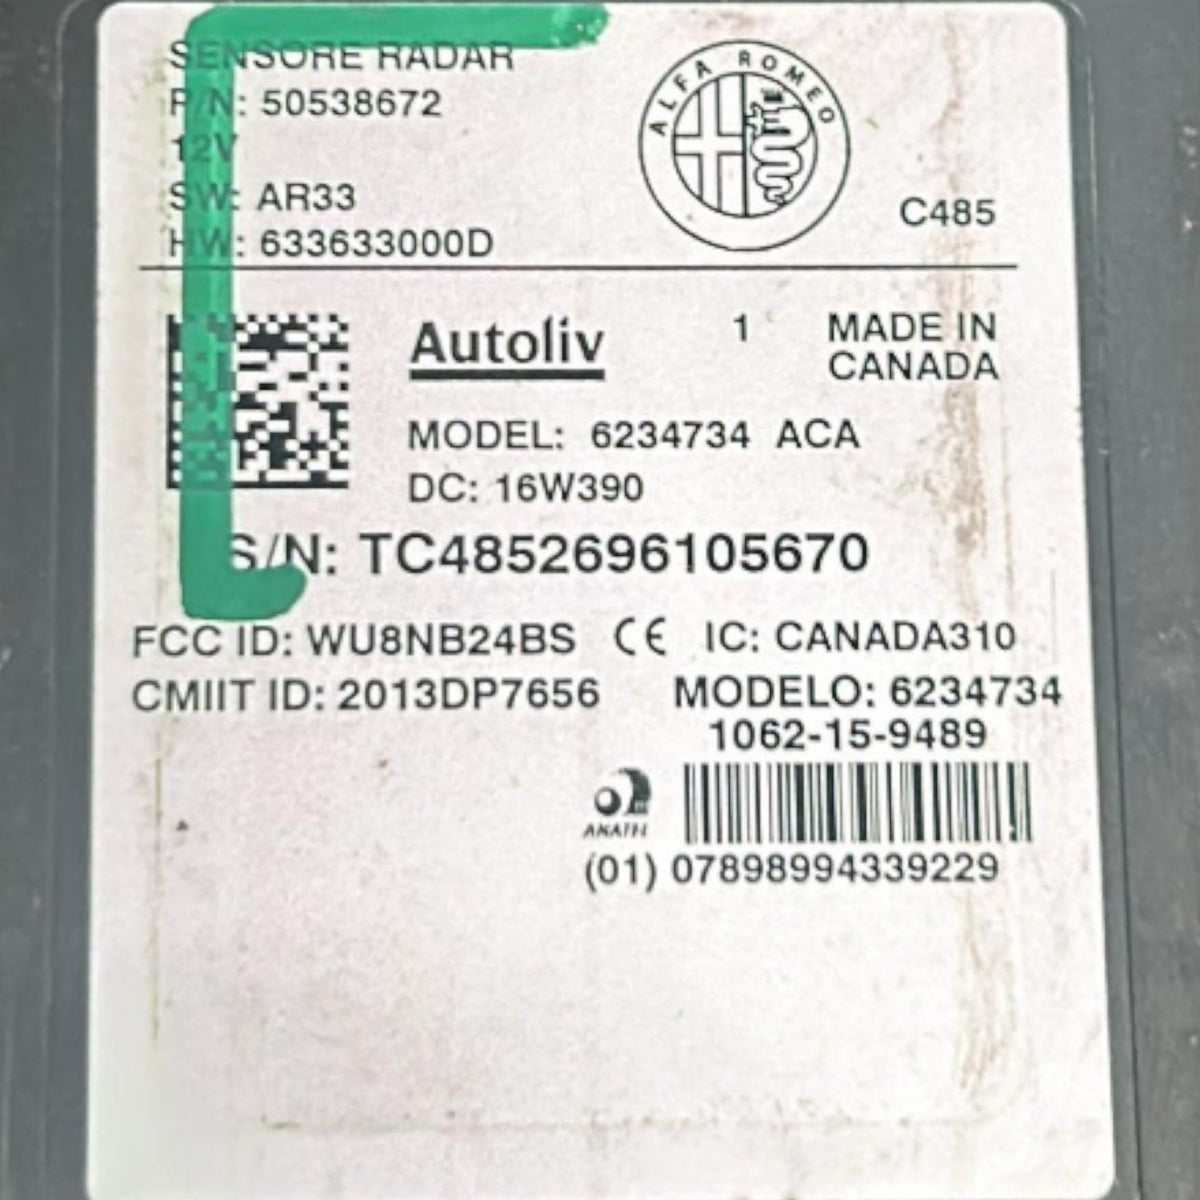 SENSORE RADAR
P/N: 50538672
12V
SW: AR33
HW: 633633000D
ALFA ROMEO
C485
Autoliv
1
MADE IN
CANADA
MODEL: 6234734 ACA
DC: 16W390
S/N: TC4852696105670
FCC ID: WU8NB24BS CE IC: CANADA310
CMIIT ID: 2013DP7656 MODELO: 6234734
1062-15-9489
ANATEL
(01) 07898994339229